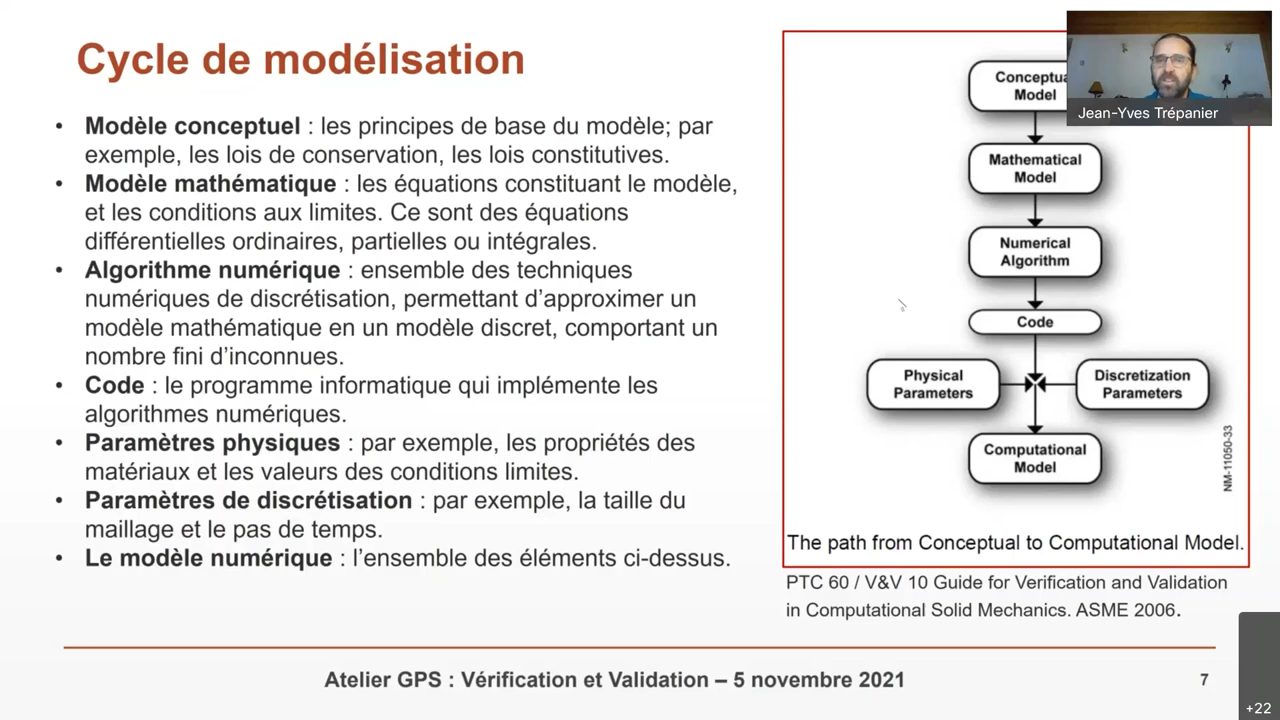 Cycle de modélisation
• Modèle conceptuel : les principes de base du modèle; par
exemple, les lois de conservation, les lois constitutives.
• Modèle mathématique : les équations constituant le modèle,
et les conditions aux limites. Ce sont des équations
différentielles ordinaires, partielles ou intégrales.
• Algorithme numérique : ensemble des techniques
numériques de discrétisation, permettant d’approximer un
modèle mathématique en un modèle discret, comportant un
nombre fini d’inconnues.
• Code : le programme informatique qui implémente les
algorithmes numériques.
• Paramètres physiques : par exemple, les propriétés des
matériaux et les valeurs des conditions limites.
• Paramètres de discrétisation : par exemple, la taille du
maillage et le pas de temps.
• Le modèle numérique : l’ensemble des éléments ci-dessus.
Conceptua
Model
Jean-Yves Trépanier
Mathematical
Model
Numerical
Algorithm
Code
Physical
Parameters
Discretization
Parameters
Computational
Model
NM-11050-33
The path from Conceptual to Computational Model.
PTC 60 / V&V 10 Guide for Verification and Validation
in Computational Solid Mechanics. ASME 2006.
Atelier GPS : Vérification et Validation – 5 novembre 2021
7
+22